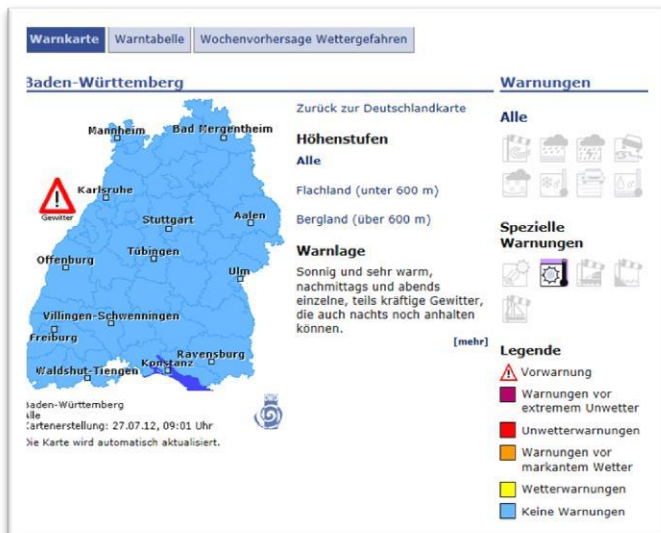 Warnkarte
Warntabelle
Wochenvorhersage Wettergefahren
Baden-Württemberg
Mannheim
Bad Mergentheim
Karlsruhe
Gewitter
Stuttgart
Aalen
Tübingen
Offenburg
Ulm
Villingen-Schwenningen
Freiburg
Ravensburg
Konstanz
Waldshut-Tiengen
Baden-Württemberg
Alle
Kartenerstellung: 27.07.12, 09:01 Uhr
Die Karte wird automatisch aktualisiert.
Zurück zur Deutschlandkarte
Höhenstufen
Alle
Flachland (unter 600 m)
Bergland (über 600 m)
Warnlage
Sonnig und sehr warm,
nachmittags und abends
einzelne, teils kräftige Gewitter,
die auch nachts noch anhalten
können.
[mehr]
Warnungen
Alle
Spezielle
Warnungen
Legende
Vorwarnung
Warnungen vor
extremem Unwetter
Unwetterwarnungen
Warnungen vor
markantem Wetter
Wetterwarnungen
Keine Warnungen